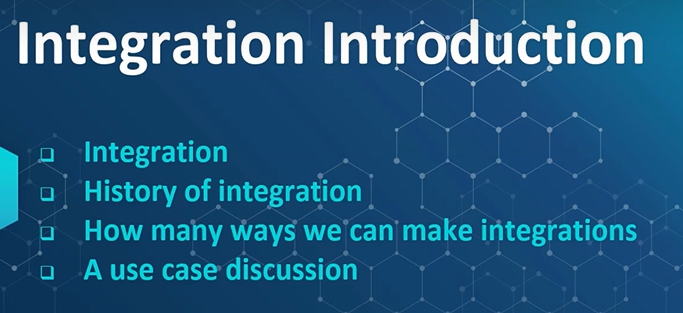 Integration Introduction
Integration
History of integration
How many ways we can make integrations
A use case discussion